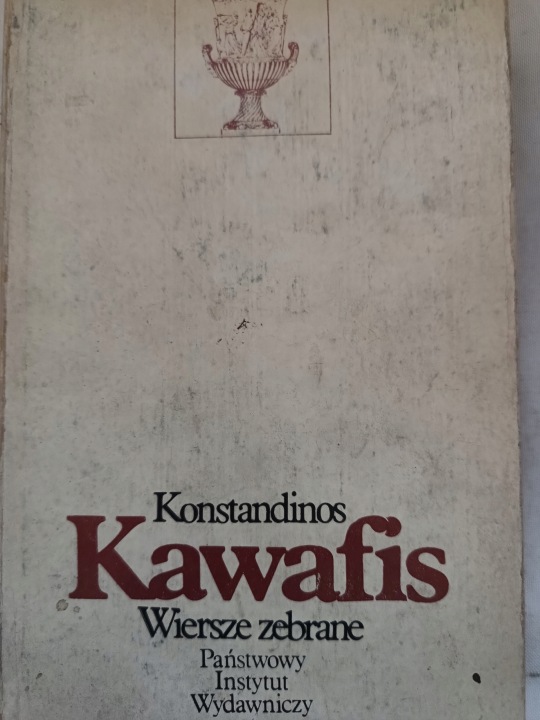 Konstandinos
Kawafis
Wiersze zebrane
Państwowy
Instytut
Wydawniczy